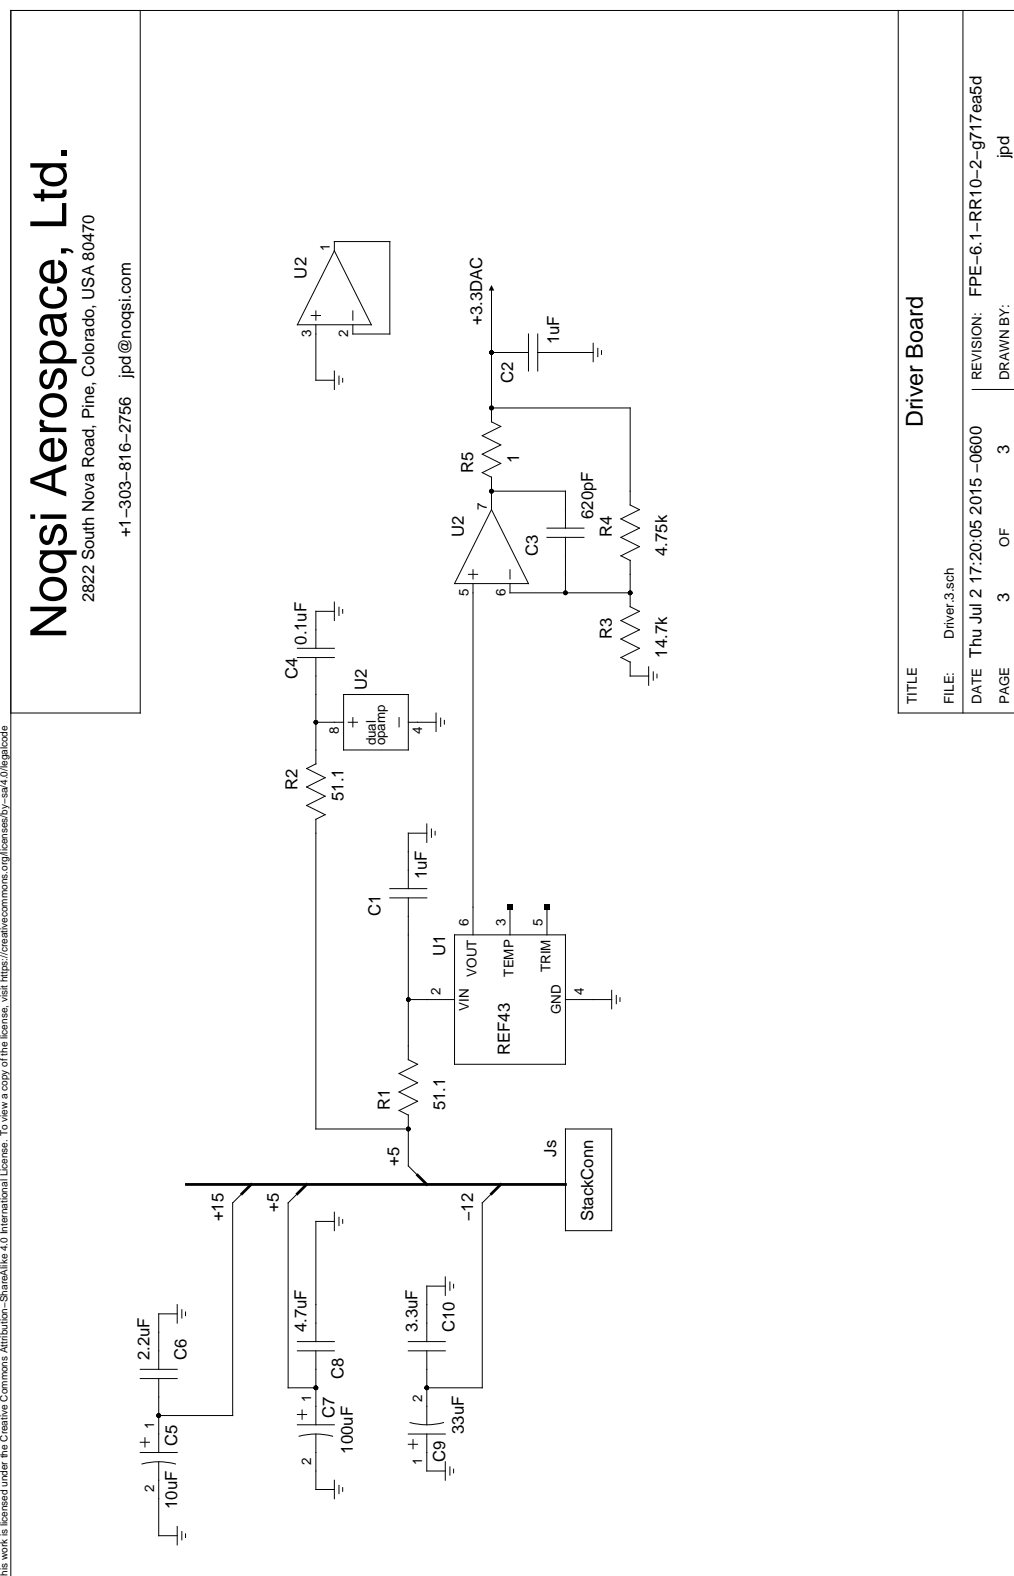 Noqsi Aerospace, Ltd.
2822 South Nova Road, Pine, Colorado, USA 80470
+1−303−816−2756 jpd@noqsi.com
his work is licensed under the Creative Commons Attribution−ShareAlike 4.0 International License. To view a copy of the license, visit https://creativecommons.org/licenses/by−sa/4.0/legalcode
2.2uF
C6
+ 1
C5
2
10uF
+15
+5
4.7uF
C8
+ 1
C7
2
100uF
3.3uF
C10
2
33uF
1 +
C9
−12
+5
Js
StackConn
R1
51.1
R2
51.1
C4
0.1uF
U2
8
+
dual
opamp
−
4
C1
1uF
U1
2
VIN
REF43
GND
4
VOUT
6
TEMP
3
TRIM
5
U2
3
+
2
−
1
U2
5
+
6
−
7
R5
1
C3
620pF
R4
4.75k
R3
14.7k
+3.3DAC
C2
1uF
TITLE
Driver Board
FILE: Driver.3.sch
REVISION: FPE−6.1−RR10−2−g717ea5d
DATE Thu Jul 2 17:20:05 2015 −0600
PAGE 3 OF 3
DRAWN BY: jpd